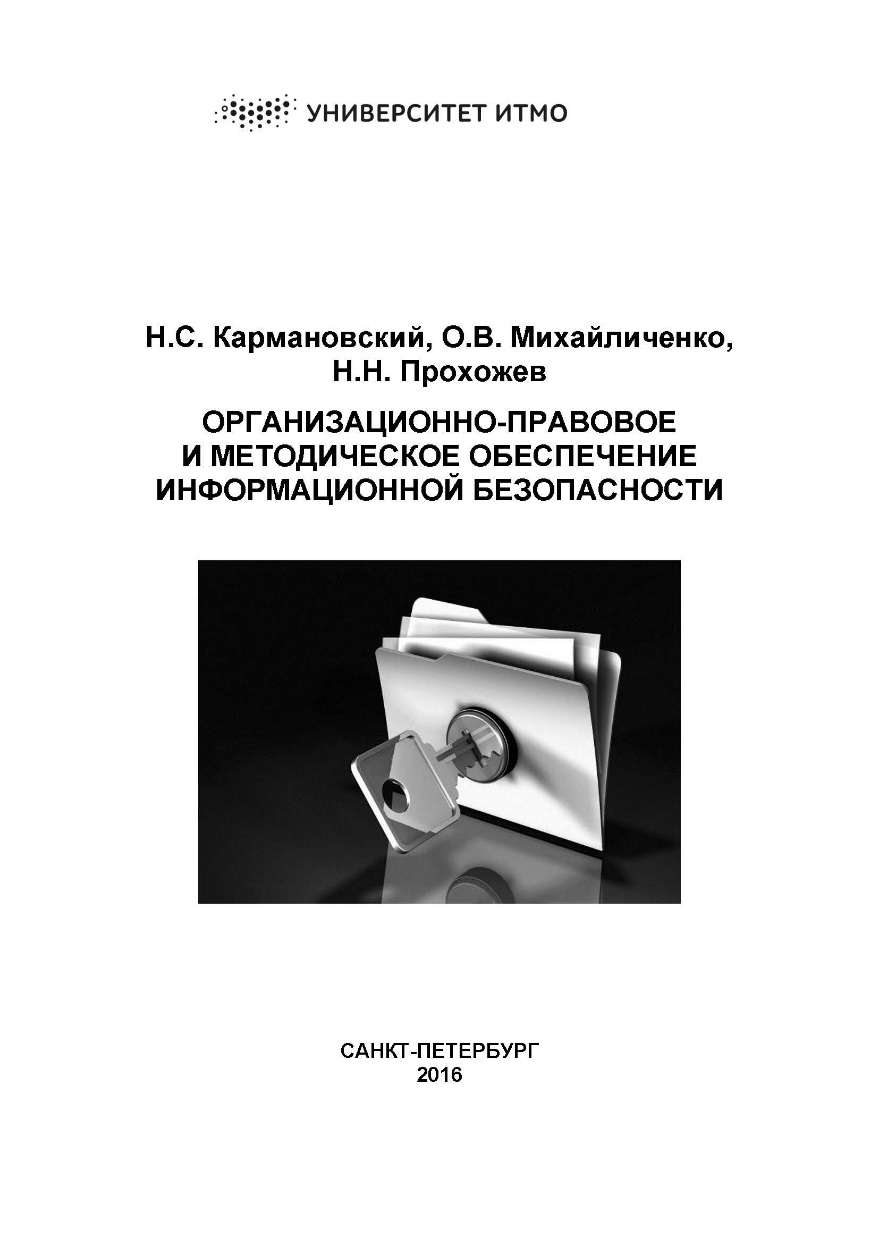 УНИВЕРСИТЕТ ИТМО
Н.С. Кармановский, О.В. Михайличенко,
Н.Н. Прохожев
ОРГАНИЗАЦИОННО-ПРАВОВОЕ
И МЕТОДИЧЕСКОЕ ОБЕСПЕЧЕНИЕ
ИНФОРМАЦИОННОЙ БЕЗОПАСНОСТИ
САНКТ-ПЕТЕРБУРГ
2016